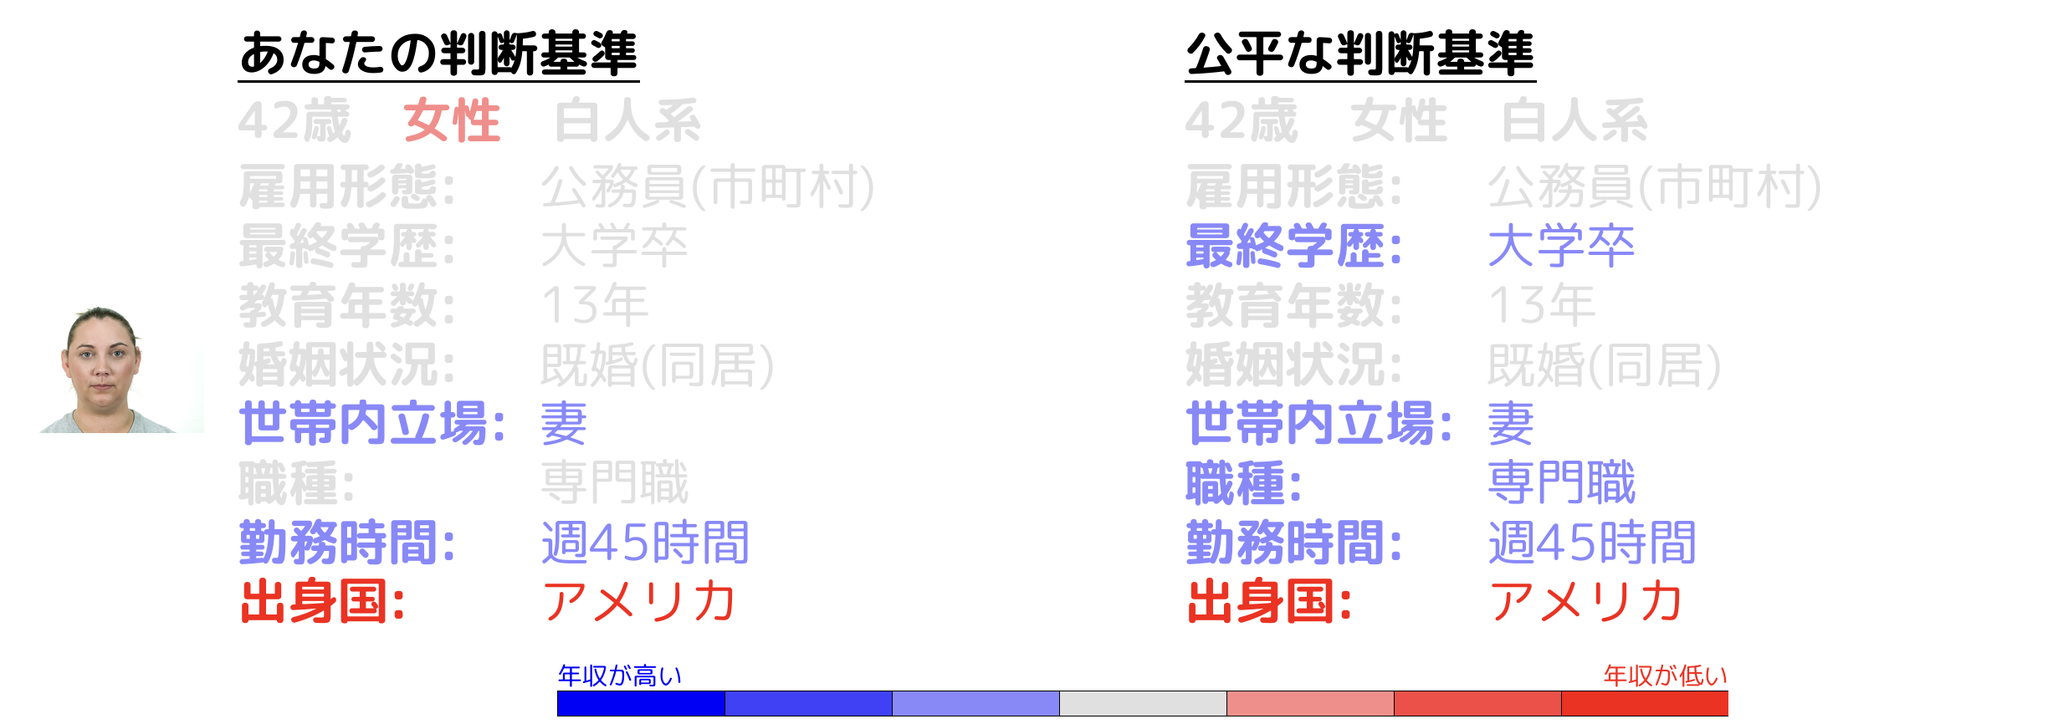 あなたの判断基準
42歳 女性 白人系
雇用形態: 公務員(市町村)
最終学歴: 大学卒
教育年数: 13年
婚姻状況: 既婚(同居)
世帯内立場: 妻
職種: 専門職
勤務時間: 週45時間
出身国: アメリカ
公平な判断基準
42歳 女性 白人系
雇用形態: 公務員(市町村)
最終学歴: 大学卒
教育年数: 13年
婚姻状況: 既婚(同居)
世帯内立場: 妻
職種: 専門職
勤務時間: 週45時間
出身国: アメリカ
年収が高い
年収が低い